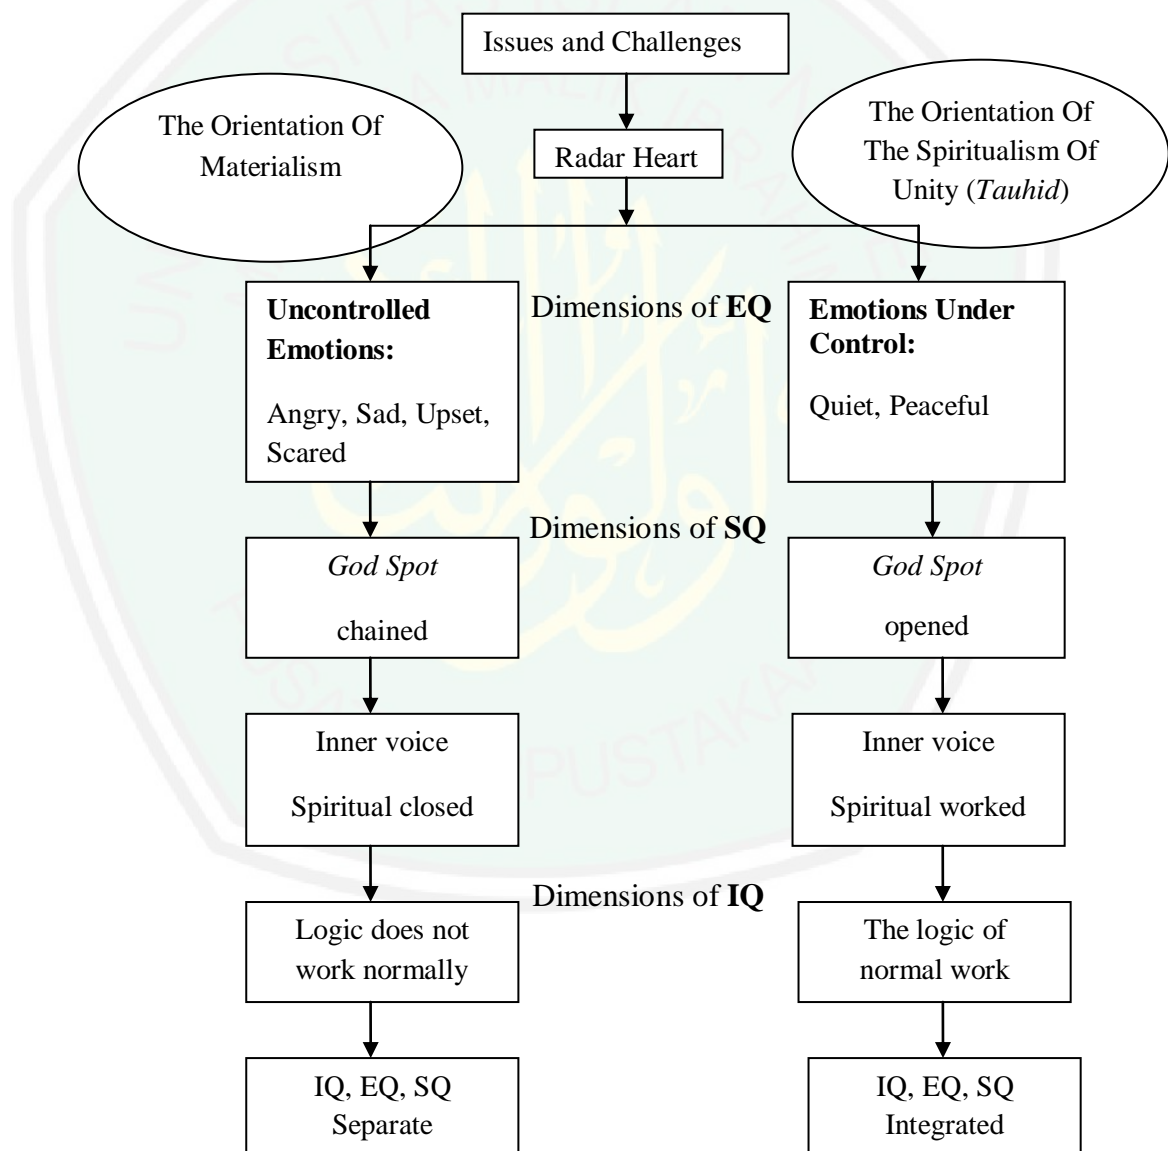 Issues and Challenges
The Orientation Of
Materialism
Radar Heart
The Orientation Of
The Spiritualism Of
Unity (Tauhid)
Uncontrolled
Emotions:
Angry, Sad, Upset,
Scared
Dimensions of EQ
Emotions Under
Control:
Quiet, Peaceful
Dimensions of SQ
God Spot
chained
God Spot
opened
Inner voice
Spiritual closed
Inner voice
Spiritual worked
Dimensions of IQ
Logic does not
work normally
The logic of
normal work
IQ, EQ, SQ
Separate
IQ, EQ, SQ
Integrated